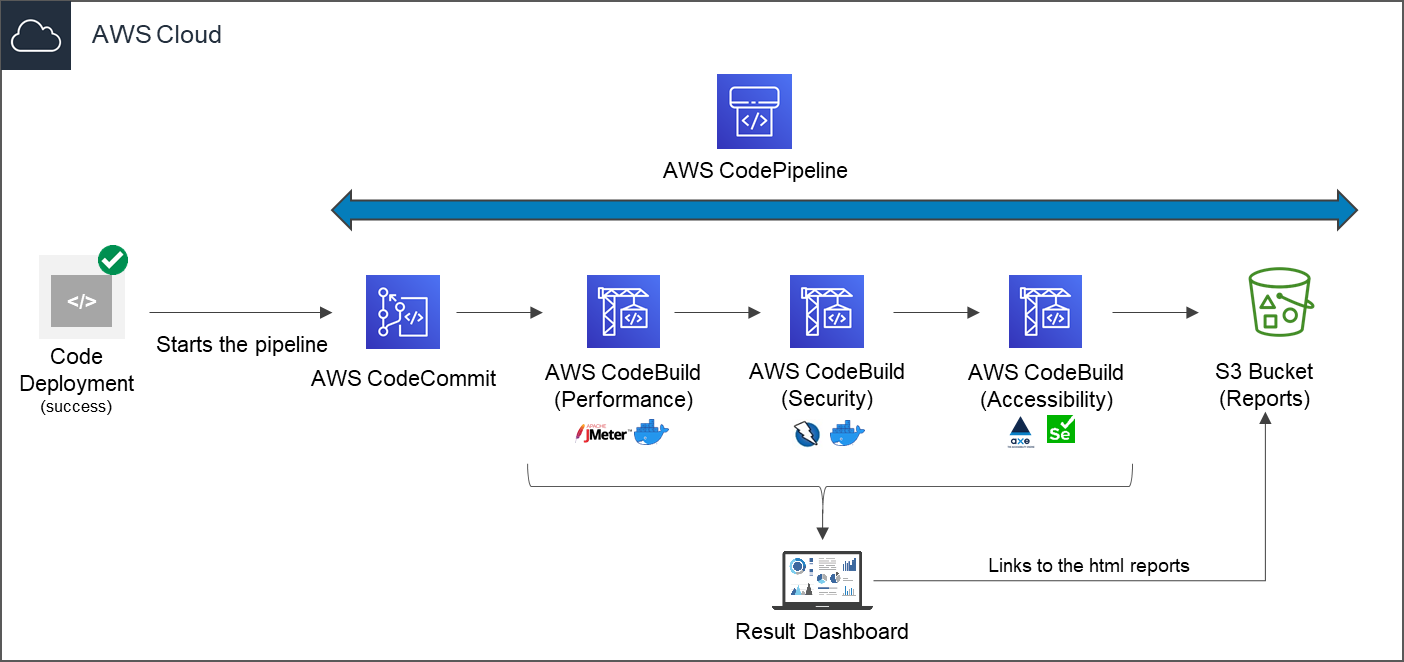 AWS Cloud
AWS CodePipeline
</>
Code
Deployment
(success)
Starts the pipeline
</>
AWS CodeCommit
</>
AWS CodeBuild
(Performance)
APACHE
JMeter™
</>
AWS CodeBuild
(Security)
</>
AWS CodeBuild
(Accessibility)
axe
Se
S3 Bucket
(Reports)
Links to the html reports
Result Dashboard